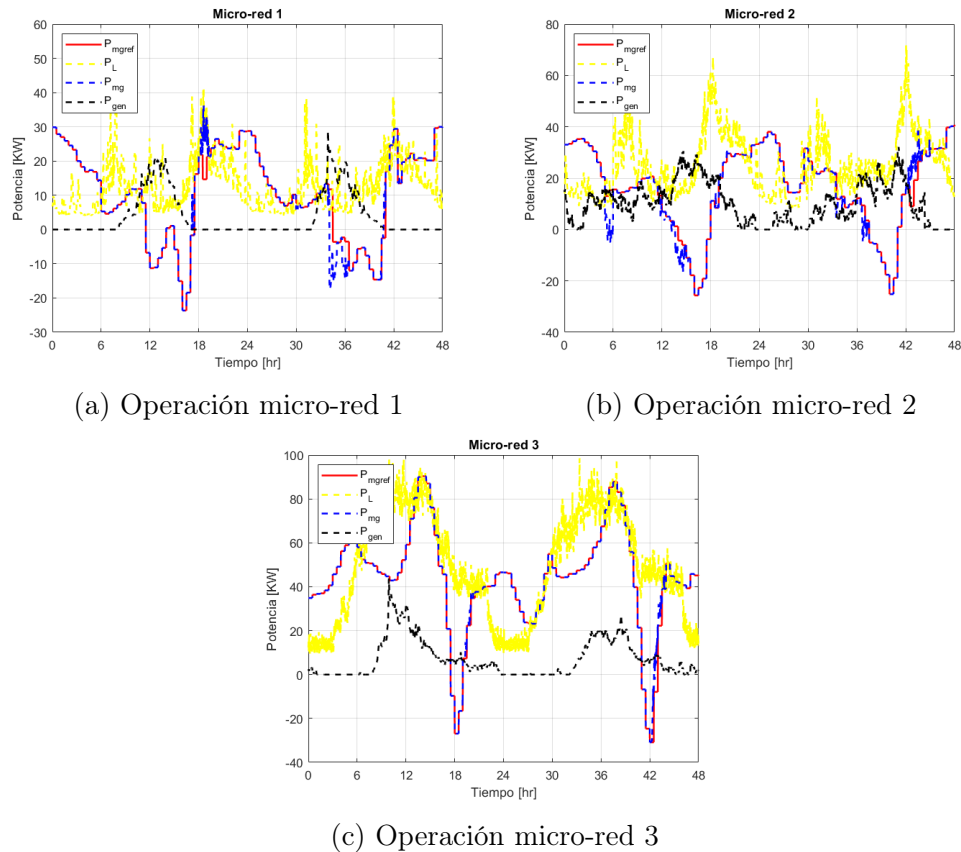 Micro-red 1
60
50
40
30
20
10
0
-10
-20
-30
Potencia [KW]
P_mgref
P_L
P_mg
P_gen
0 6 12 18 24 30 36 42 48
Tiempo [hr]
(a) Operación micro-red 1
Micro-red 2
80
60
40
20
0
-20
-40
Potencia [KW]
P_mgref
P_L
P_mg
P_gen
0 6 12 18 24 30 36 42 48
Tiempo [hr]
(b) Operación micro-red 2
Micro-red 3
100
80
60
40
20
0
-20
-40
Potencia [KW]
P_mgref
P_L
P_mg
P_gen
0 6 12 18 24 30 36 42 48
Tiempo [hr]
(c) Operación micro-red 3